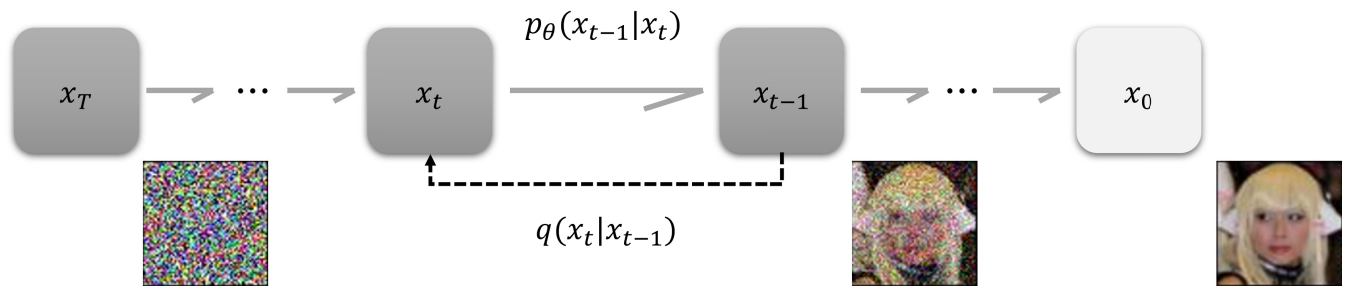 p_θ(x_{t−1}|x_t)
x_T ... x_t x_{t−1} ... x_0
q(x_t|x_{t−1})